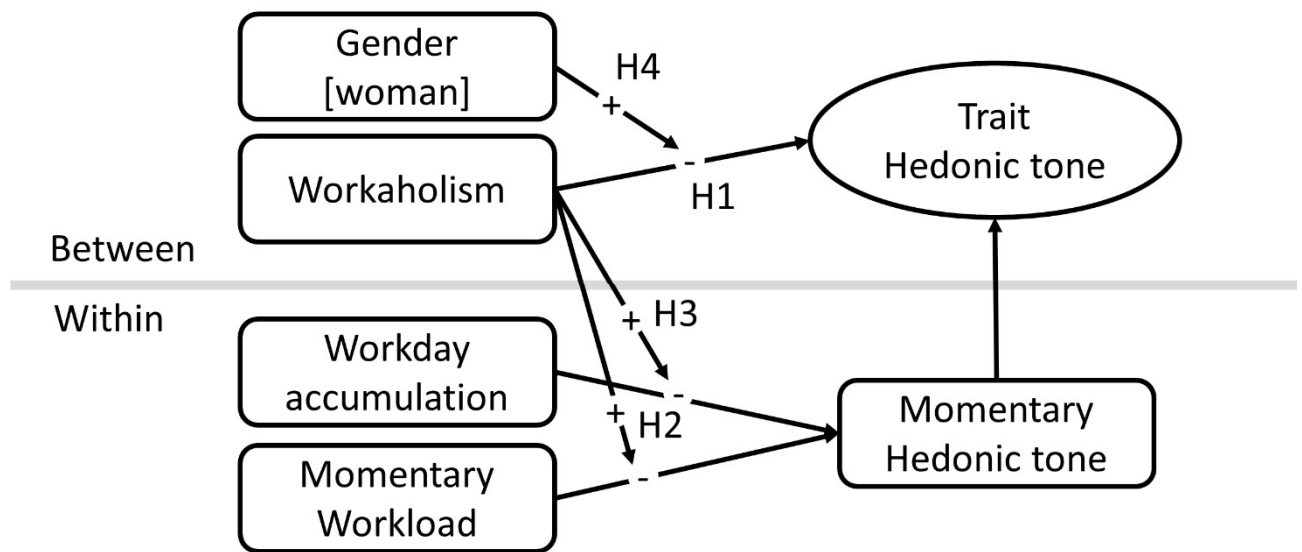 Gender
[woman]
H4
+
Trait
Hedonic tone
Workaholism
-
H1
Between
Within
+
H3
Workday
accumulation
-
+
H2
Momentary
Hedonic tone
Momentary
Workload
-